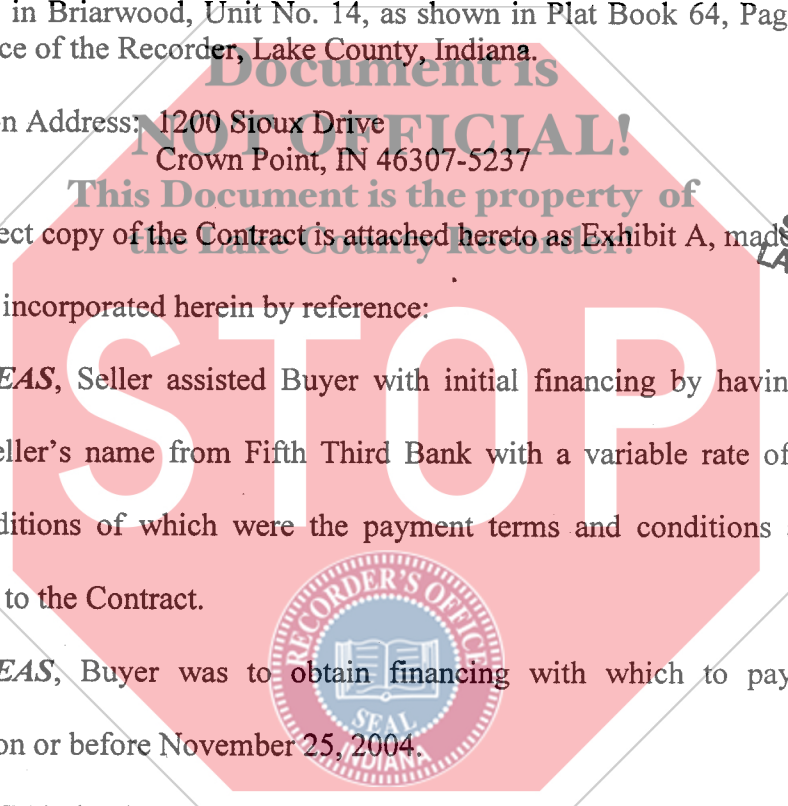 in Briarwood, Unit No. 14, as shown in Plat Book 64, Pag
ce of the Recorder, Lake County, Indiana.
Document is
n Address: 1200 Sioux Drive
NOT OFFICIAL!
Crown Point, IN 46307-5237
This Document is the property of
ect copy of the Contract is attached hereto as Exhibit A, made
the Lake County Recorder!
LA
incorporated herein by reference:
STOP
EAS, Seller assisted Buyer with initial financing by havin
eller's name from Fifth Third Bank with a variable rate of
ditions of which were the payment terms and conditions
to the Contract.
RECORDER'S OFFICE
EAS, Buyer was to obtain financing with which to pay
SEAL
INDIANA
on or before November 25, 2004.